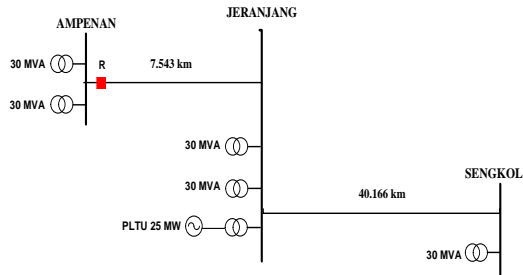 JERANJANG
AMPENAN
30 MVA
R
7.543 km
30 MVA
30 MVA
SENGKOL
30 MVA
40.166 km
PLTU 25 MW
30 MVA